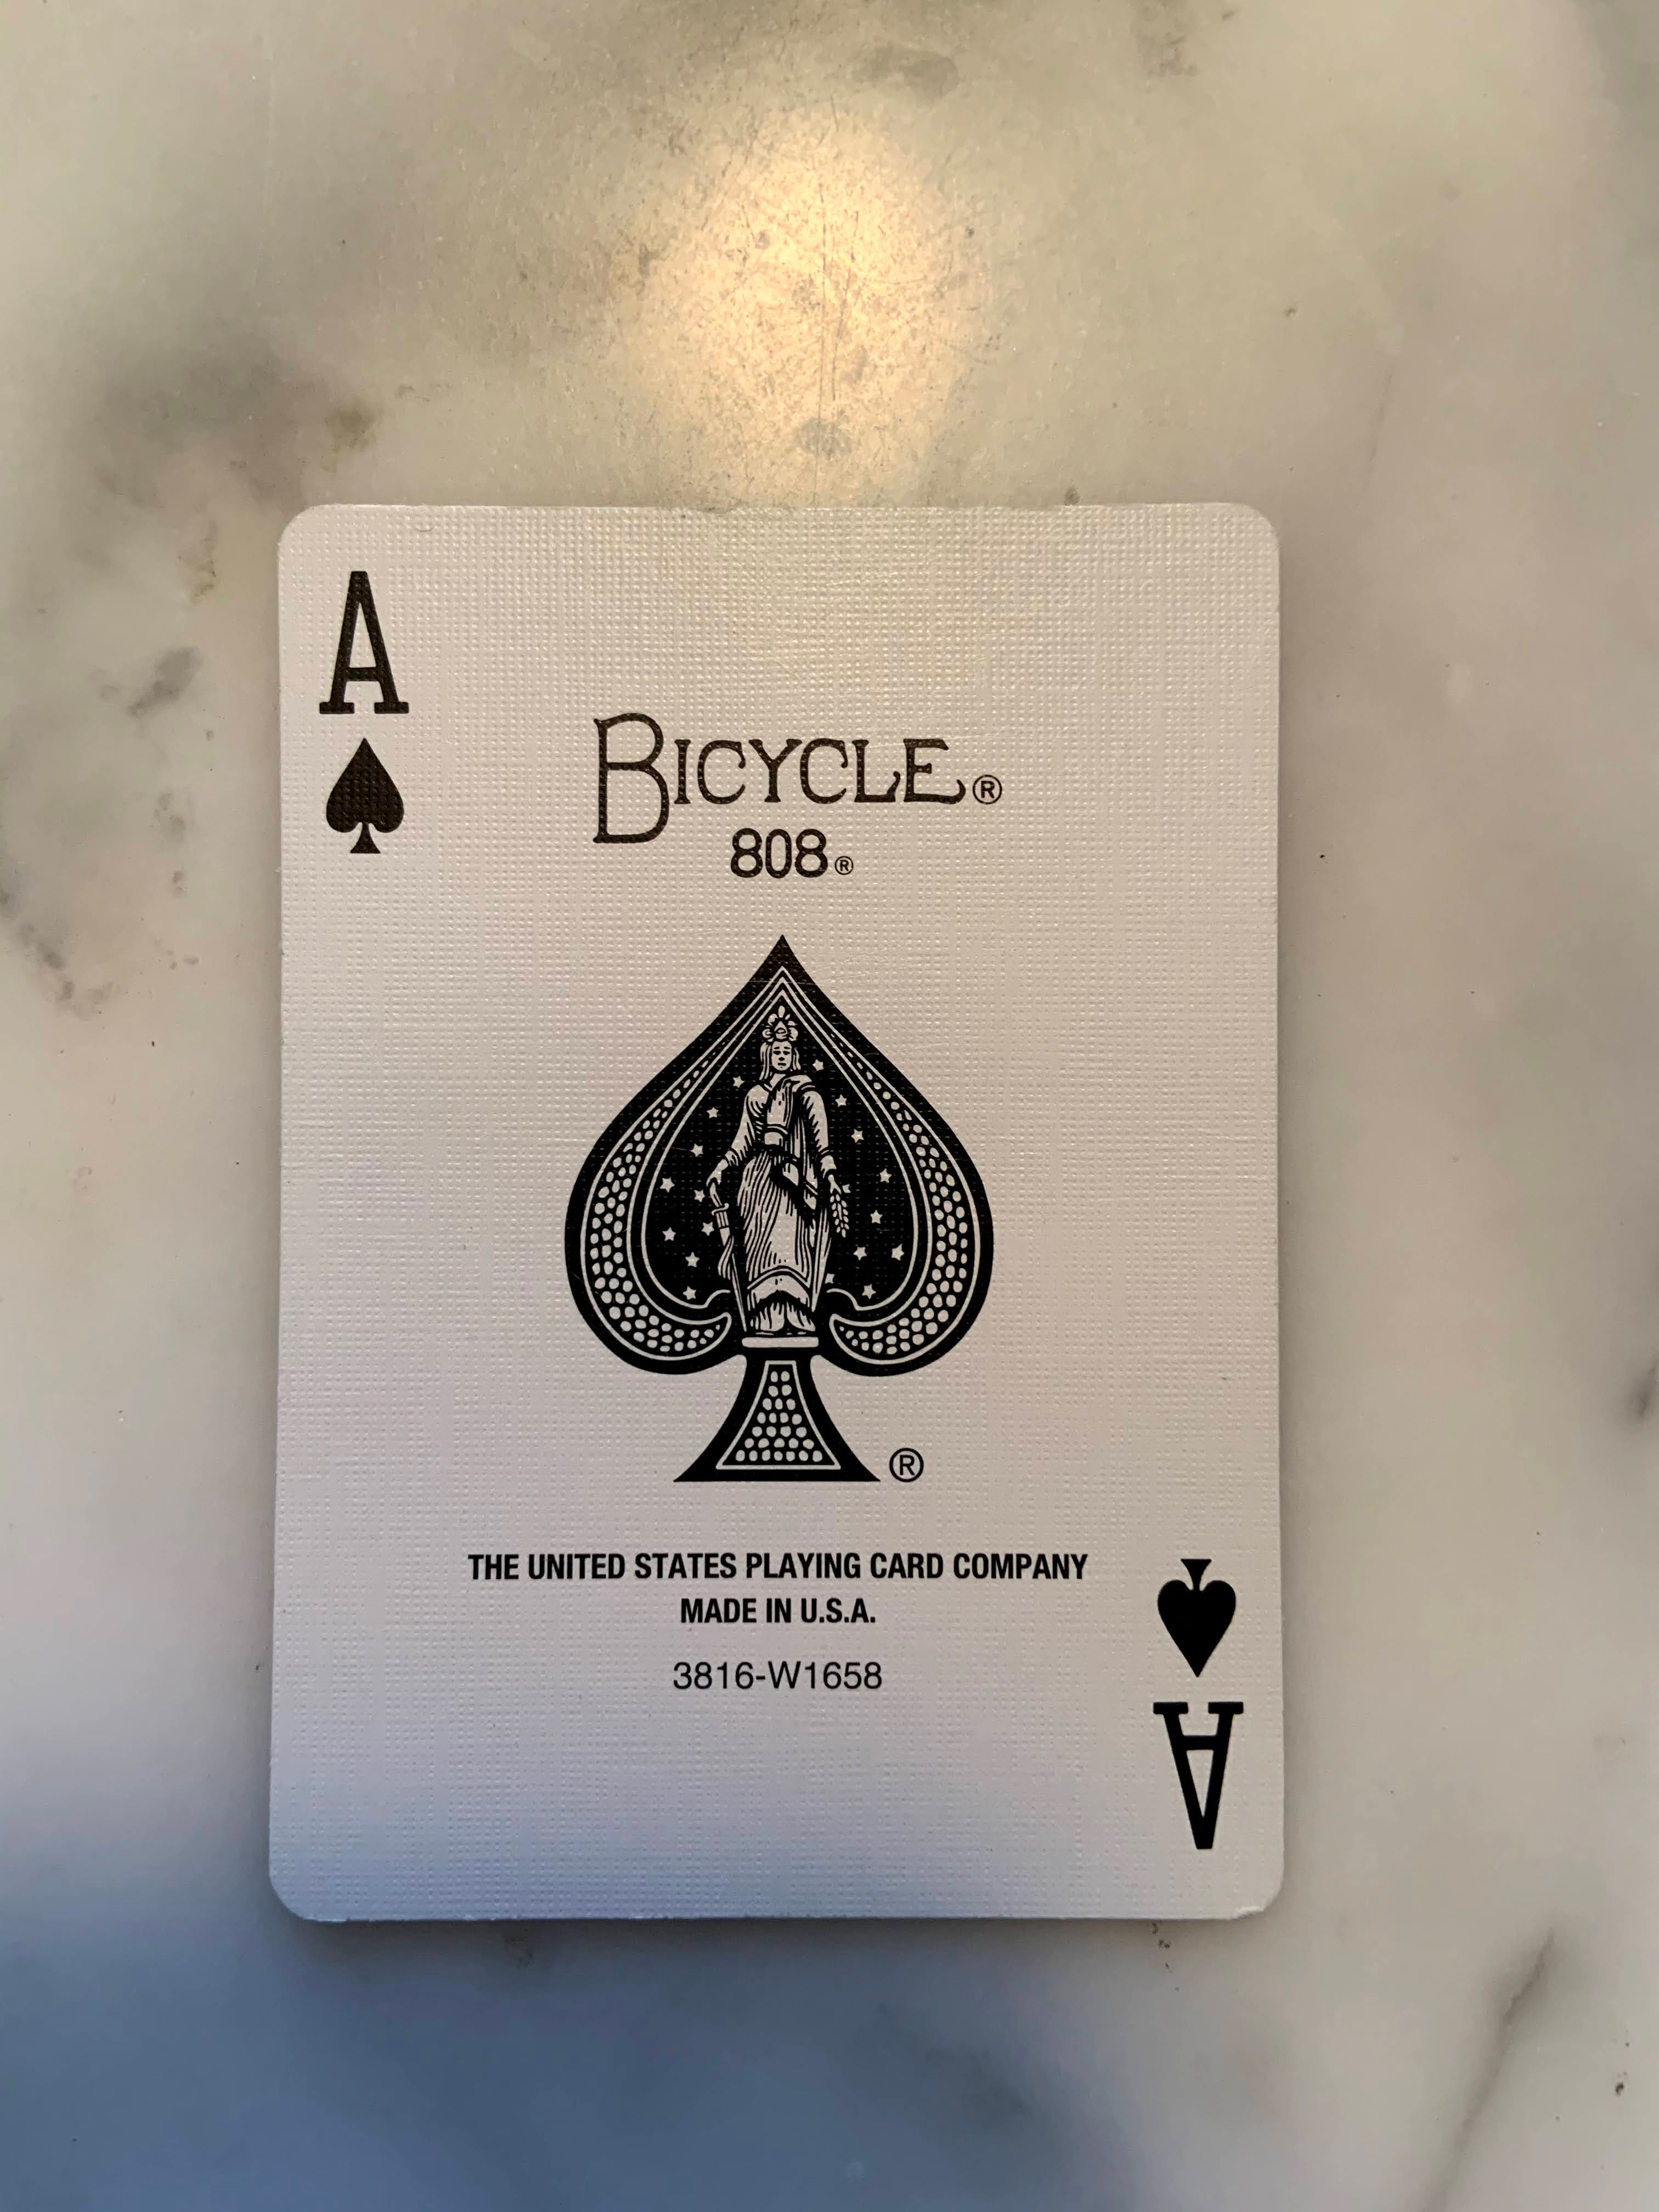 A
BICYCLE®
808®
®
THE UNITED STATES PLAYING CARD COMPANY
MADE IN U.S.A.
3816-W1658
A